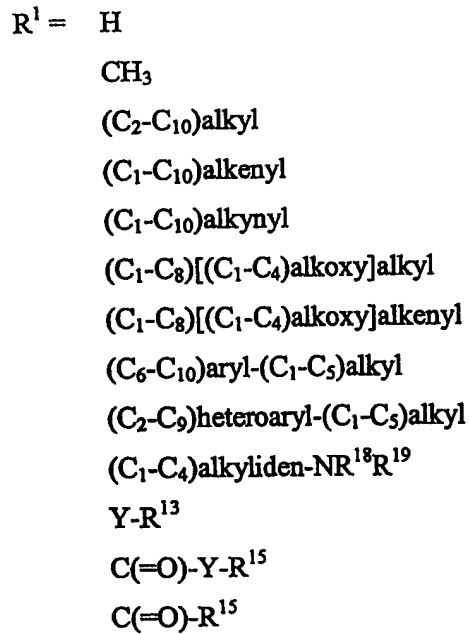 R¹ = H
CH₃
(C₂-C₁₀)alkyl
(C₁-C₁₀)alkenyl
(C₁-C₁₀)alkynyl
(C₁-C₈)[(C₁-C₄)alkoxy]alkyl
(C₁-C₈)[(C₁-C₄)alkoxy]alkenyl
(C₆-C₁₀)aryl-(C₁-C₅)alkyl
(C₂-C₉)heteroaryl-(C₁-C₅)alkyl
(C₁-C₄)alkyliden-NR¹⁸R¹⁹
Y-R¹³
C(=O)-Y-R¹⁵
C(=O)-R¹⁵